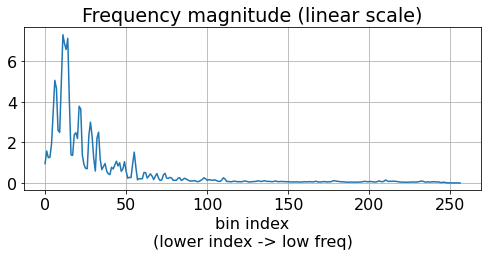 Frequency magnitude (linear scale)
6
4
2
0
0 50 100 150 200 250
bin index
(lower index -> low freq)